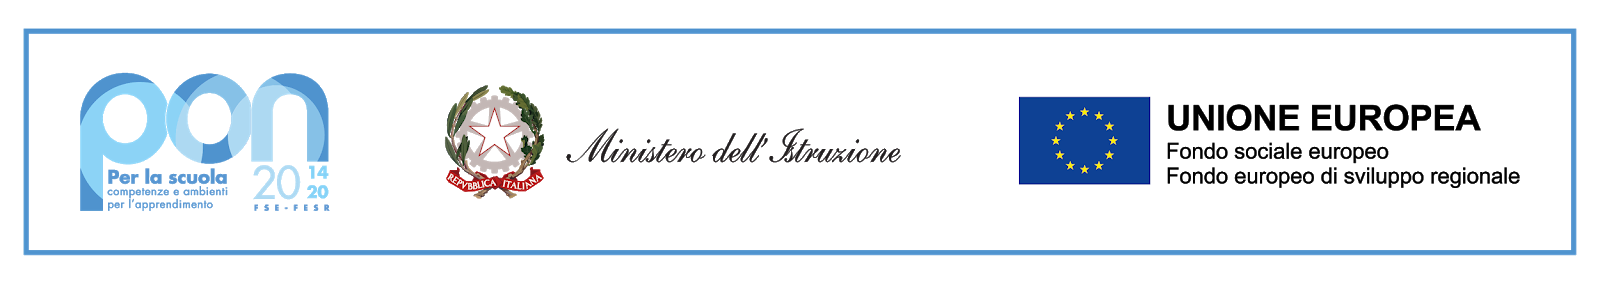 pon
Per la scuola
competenze e ambienti
per l'apprendimento
20 14
20
FSE-FESR
REPVBBLICA ITALIANA
Ministero dell'Istruzione
UNIONE EUROPEA
Fondo sociale europeo
Fondo europeo di sviluppo regionale